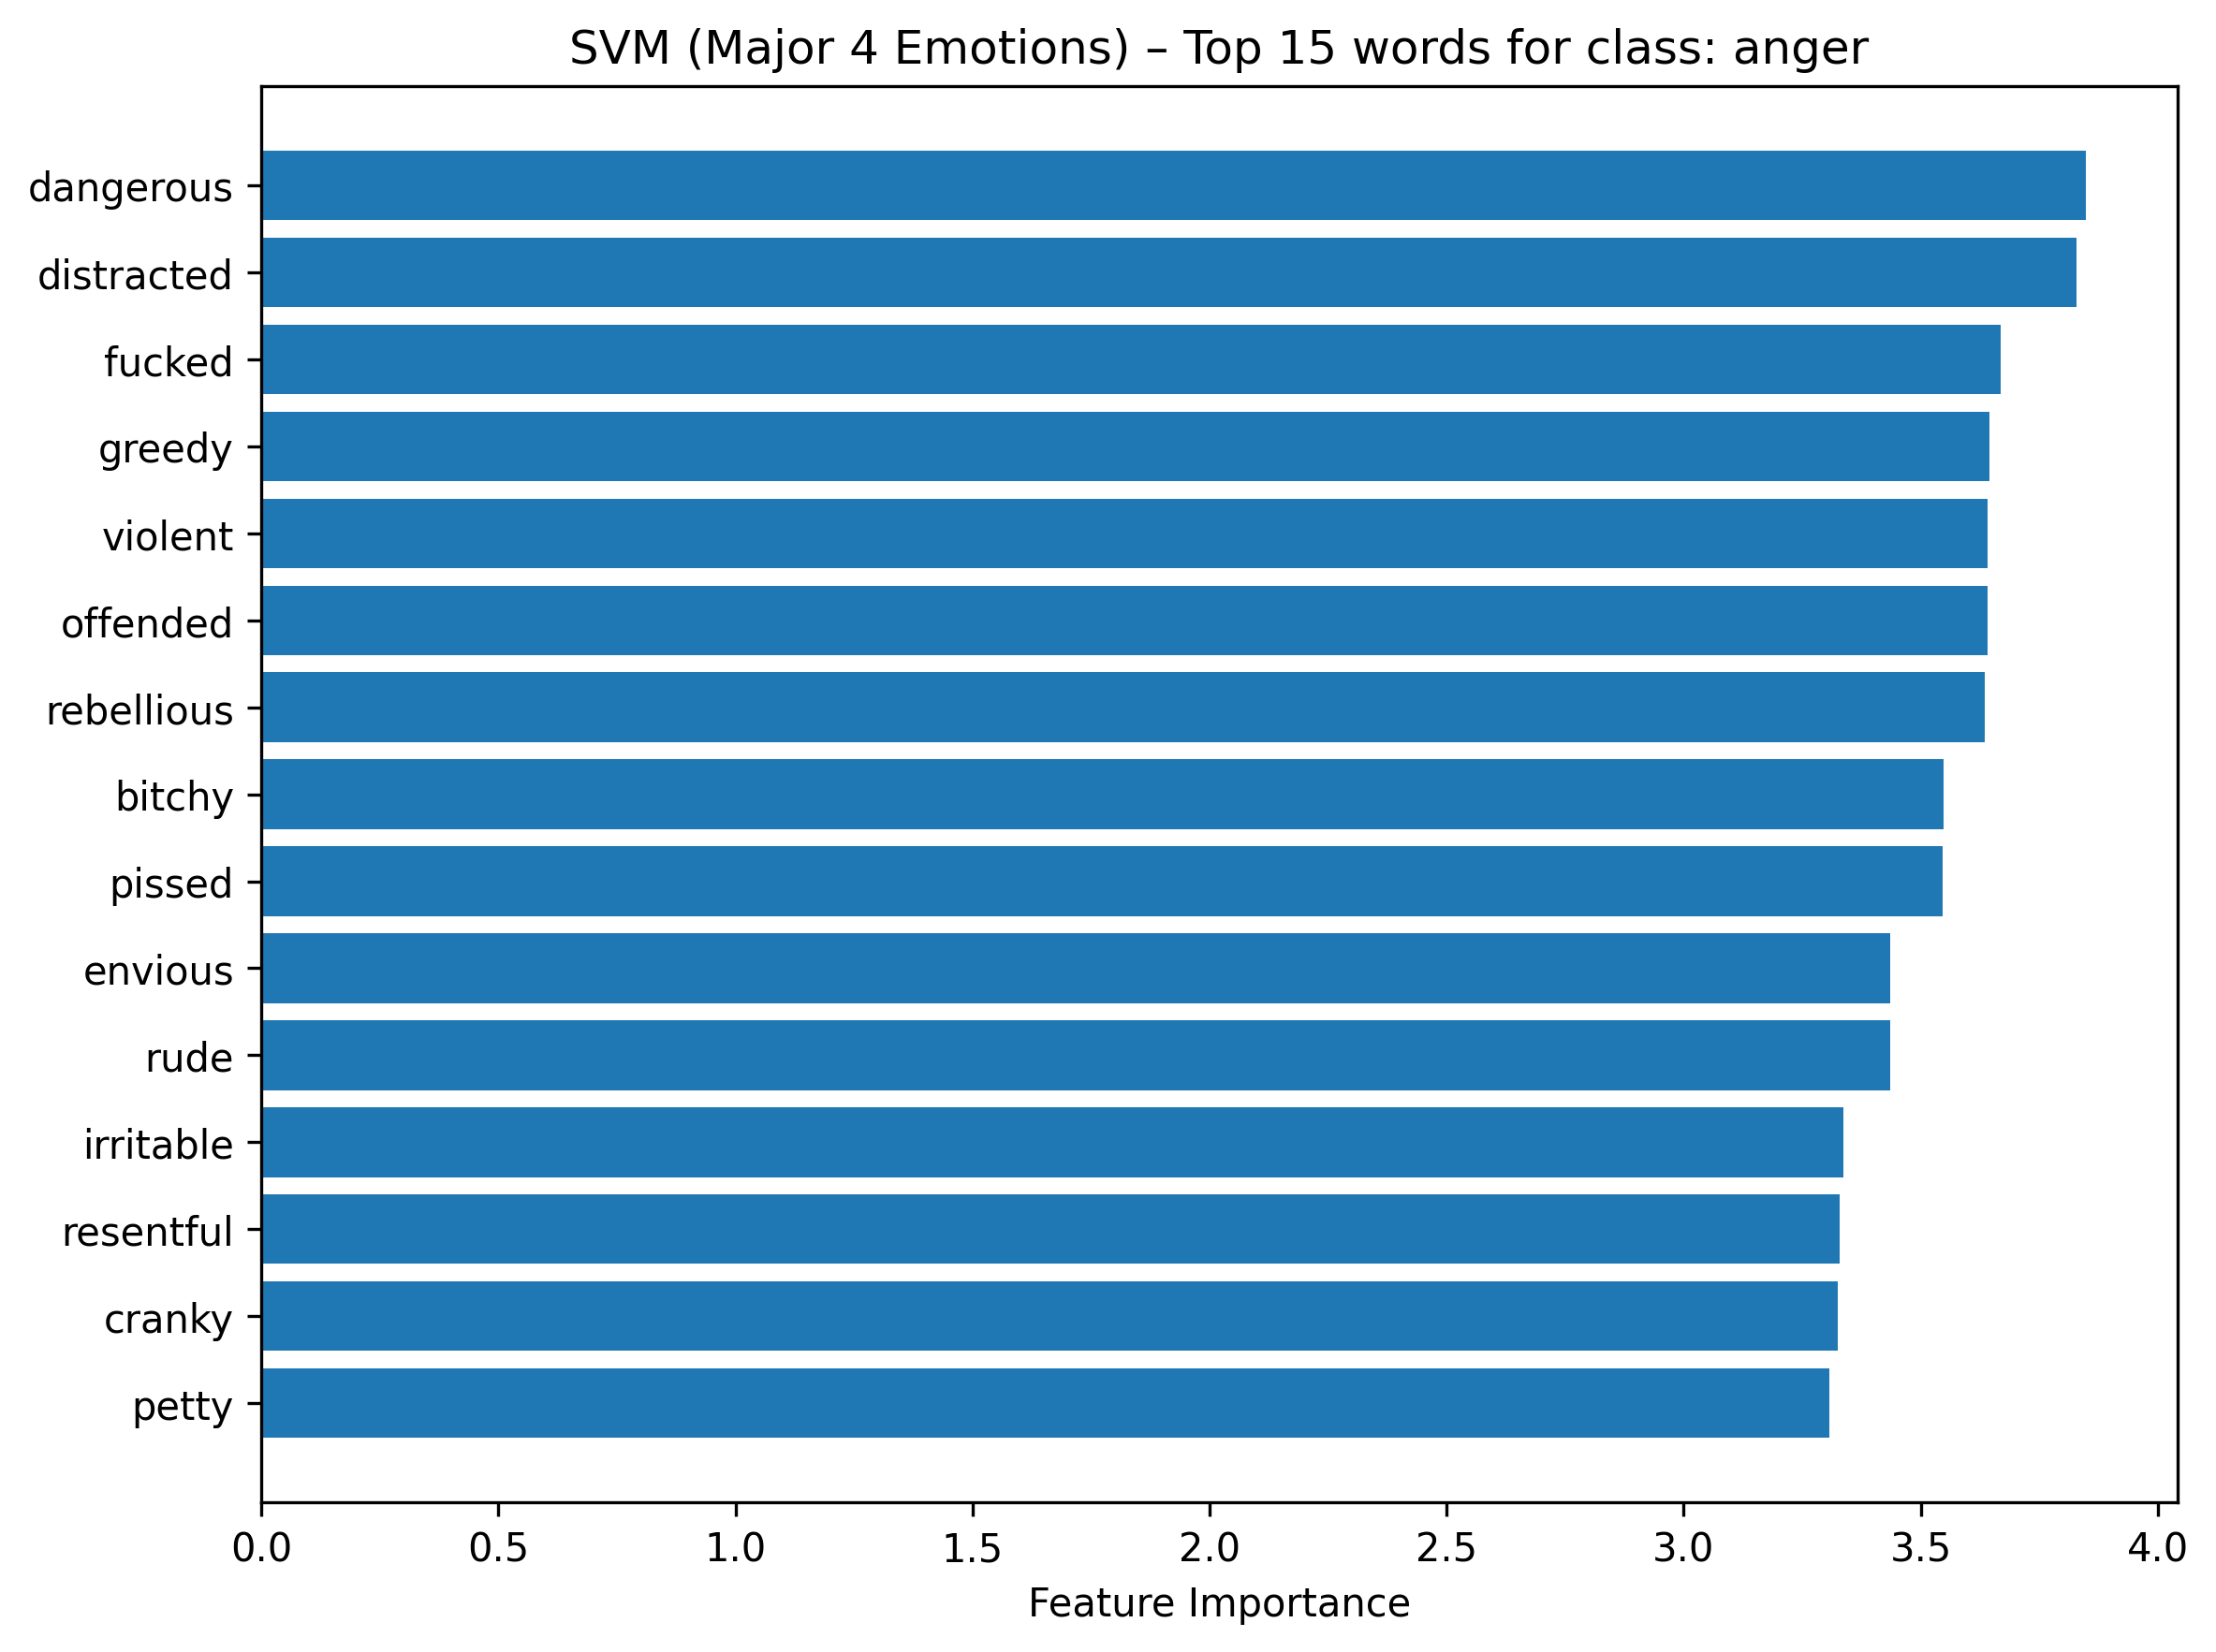 SVM (Major 4 Emotions) – Top 15 words for class: anger
dangerous
distracted
fucked
greedy
violent
offended
rebellious
bitchy
pissed
envious
rude
irritable
resentful
cranky
petty
0.0 0.5 1.0 1.5 2.0 2.5 3.0 3.5 4.0
Feature Importance